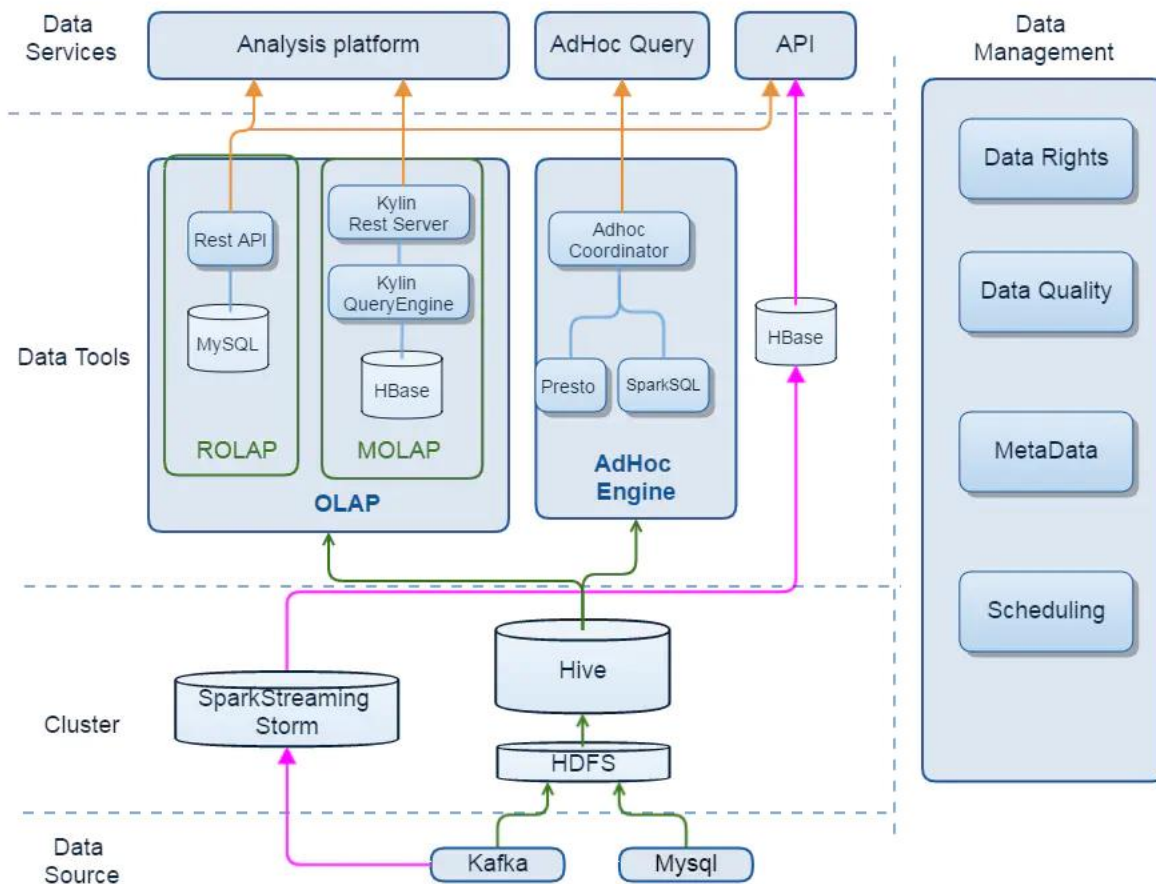 Data
Services
Analysis platform
AdHoc Query
API
Data
Management
Data Rights
Data Quality
MetaData
Scheduling
Data Tools
Rest API
MySQL
ROLAP
Kylin
Rest Server
Kylin
QueryEngine
HBase
MOLAP
OLAP
Adhoc
Coordinator
Presto
SparkSQL
AdHoc
Engine
HBase
Cluster
SparkStreaming
Storm
Hive
HDFS
Data
Source
Kafka
Mysql